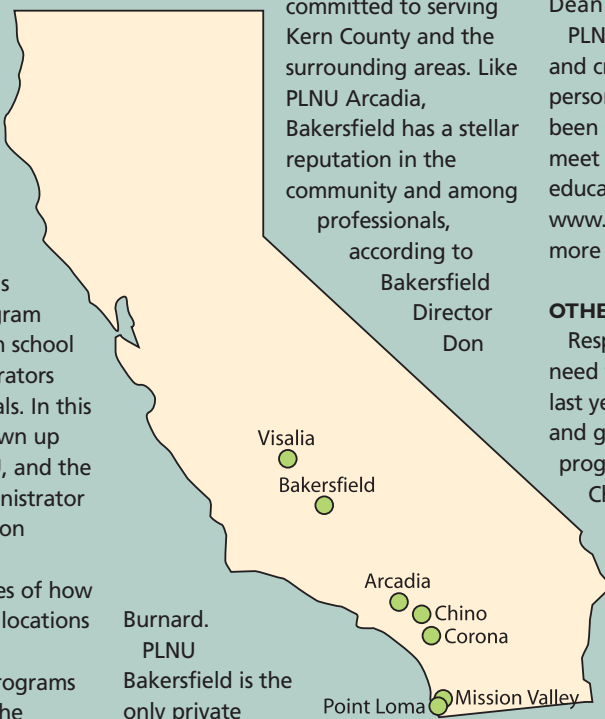 s
gram
n school
rators
als. In this
wn up
, and the
nistrator
on
es of how
locations
rograms
he
committed to serving
Kern County and the
surrounding areas. Like
PLNU Arcadia,
Bakersfield has a stellar
reputation in the
community and among
professionals,
according to
Bakersfield
Director
Don
Burnard.
PLNU
Bakersfield is the
only private
Dean
PLN
and cr
person
been
meet
educa
www.
more
OTHE
Resp
need
last ye
and g
prog
Ch
Visalia
Bakersfield
Arcadia
Chino
Corona
Mission Valley
Point Loma